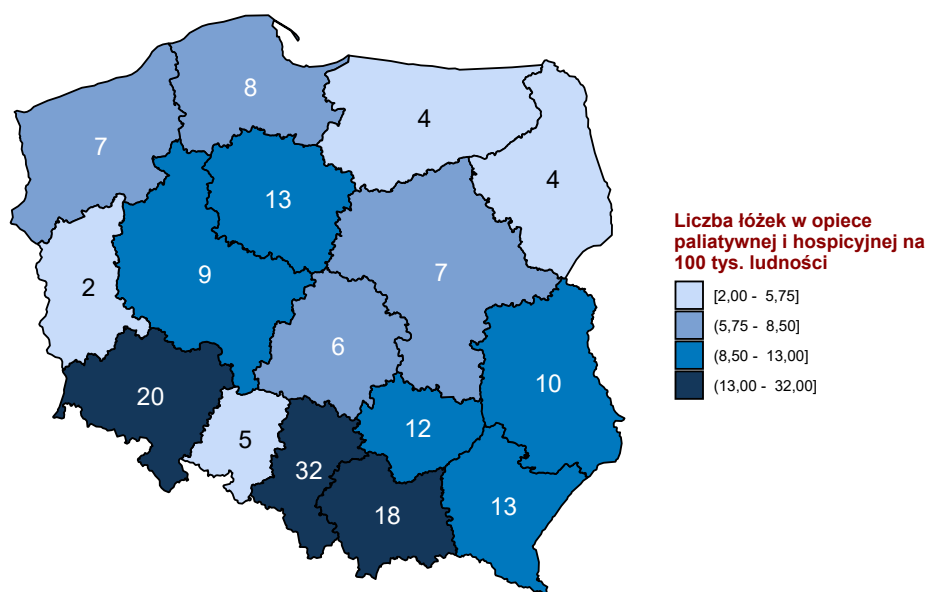 8
4
7
4
13
9
7
2
6
10
20
12
5
32
18
13
Liczba łóżek w opiece
paliatywnej i hospicyjnej na
100 tys. ludności
[2,00 - 5,75]
(5,75 - 8,50]
(8,50 - 13,00]
(13,00 - 32,00]